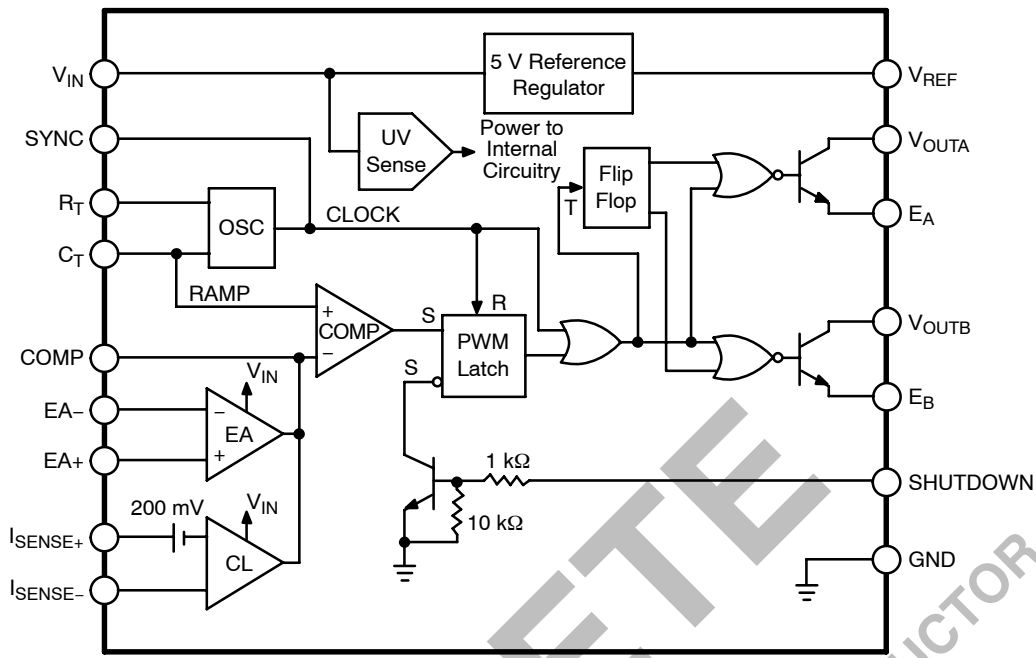 V_IN
5 V Reference
Regulator
V_REF
SYNC
UV
Sense
Power to
Internal
Circuitry
V_OUTA
Flip
Flop
T
R_T
OSC
CLOCK
E_A
C_T
RAMP
+
COMP
−
S
R
PWM
Latch
S
V_OUTB
COMP
V_IN
EA−
−
EA
+
EA+
E_B
1 kΩ
SHUTDOWN
10 kΩ
200 mV
V_IN
I_SENSE+
CL
I_SENSE−
GND